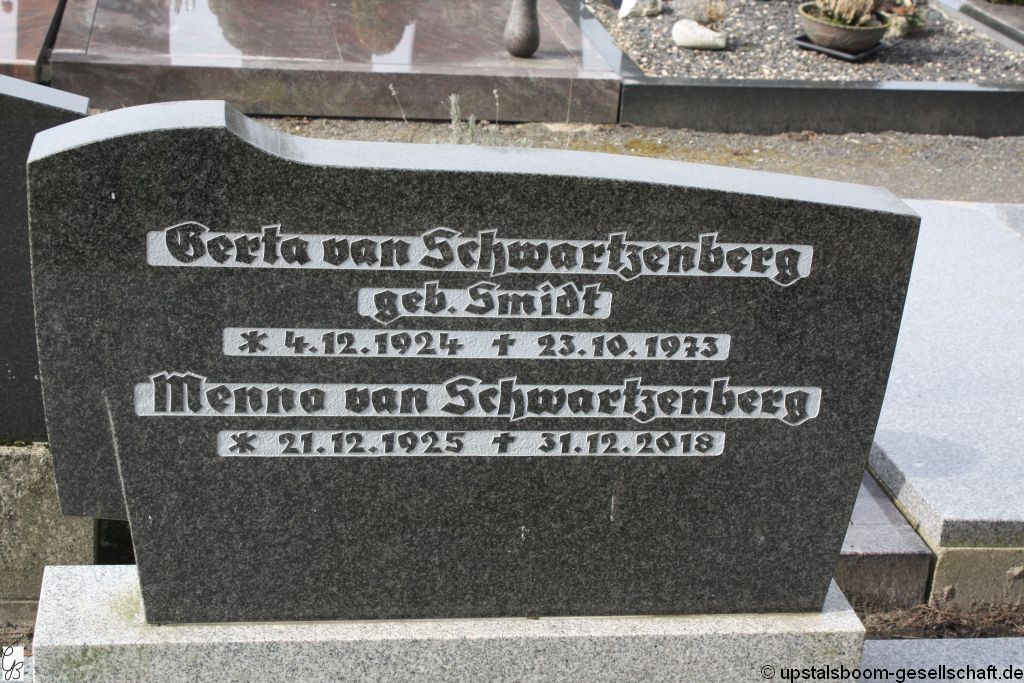 Gerta van Schwartzenberg
geb. Smidt
* 4.12.1924 † 23.10.1973
Menno van Schwartzenberg
* 21.12.1925 † 31.12.2018
© upstalsboom-gesellschaft.de